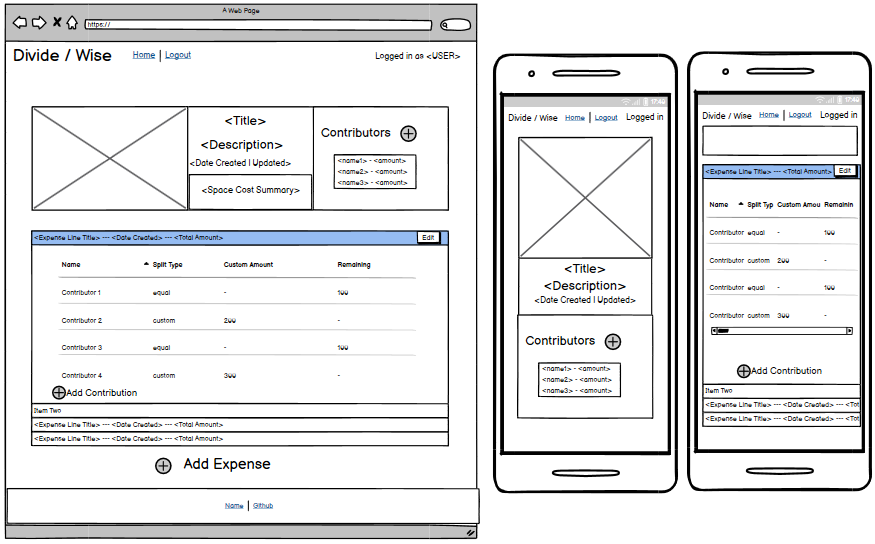 A Web Page
https://
Divide / Wise Home | Logout Logged in as <USER>
<Title>
<Description>
<Date Created | Updated>
<Space Cost Summary>
Contributors
<name1> - <amount>
<name2> - <amount>
<name3> - <amount>
<Expense Line Title> --- <Date Created> --- <Total Amount> Edit
Name Split Type Custom Amount Remaining
Contributor 1 equal - 100
Contributor 2 custom 200 -
Contributor 3 equal - 100
Contributor 4 custom 300 -
Add Contribution
Item Two
<Expense Line Title> --- <Date Created> --- <Total Amount>
<Expense Line Title> --- <Date Created> --- <Total Amount>
Add Expense
Name | Github
17:40
Divide / Wise Home | Logout Logged in
<Title>
<Description>
<Date Created | Updated>
Contributors
<name1> - <amount>
<name2> - <amount>
<name3> - <amount>
17:40
Divide / Wise Home | Logout Logged in
<Expense Line Title> --- <Total Amount> Edit
Name Split Typ Custom Amou Remainin
Contributor equal - 100
Contributor custom 200 -
Contributor equal - 100
Contributor custom 300 -
Add Contribution
Item Two
<Expense Line Title> --- <Date Created> --- <Tot
<Expense Line Title> --- <Date Created> --- <Tot